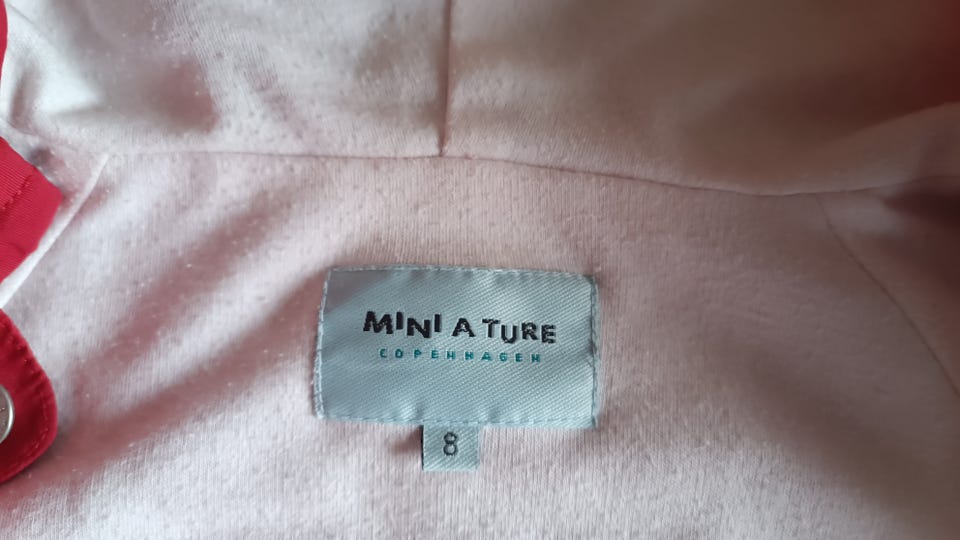 MINI A TURE
COPENHAGEN
8